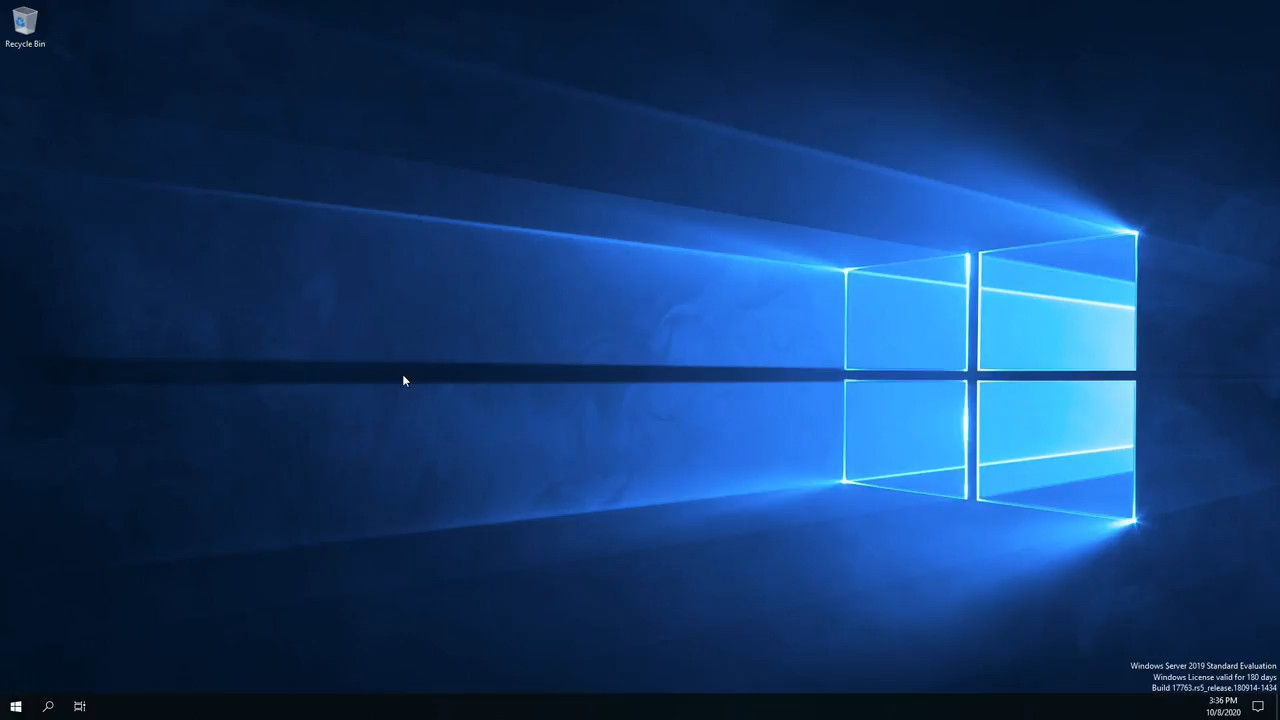 Recycle Bin
Windows Server 2019 Standard Evaluation
Windows License valid for 180 days
Build 17763.rs5_release.180914-1434
3:36 PM
10/8/2020